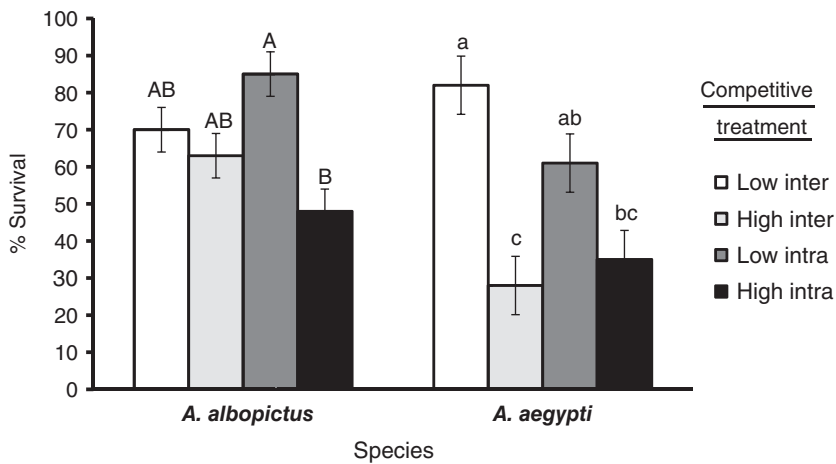 % Survival
100
90
80
70
60
50
40
30
20
10
0
AB
AB
A
B
a
c
ab
bc
A. albopictus
A. aegypti
Species
Competitive
treatment
Low inter
High inter
Low intra
High intra